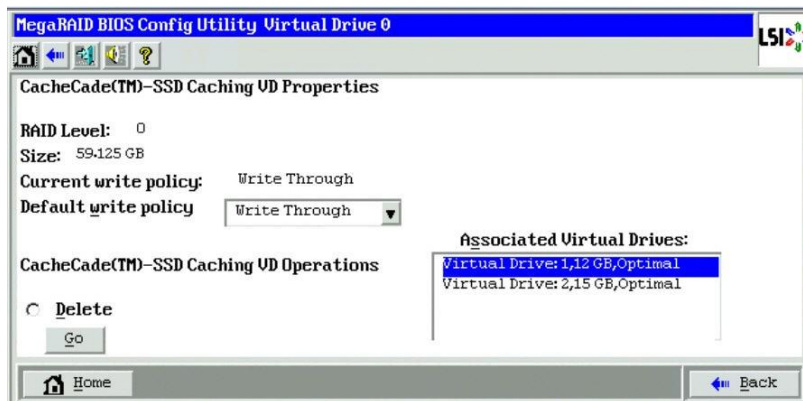 MegaRAID BIOS Config Utility Virtual Drive 0
LSI
?
CacheCade(TM)-SSD Caching VD Properties
RAID Level: 0
Size: 59.125 GB
Current write policy: Write Through
Default write policy Write Through
Associated Virtual Drives:
CacheCade(TM)-SSD Caching VD Operations
Virtual Drive: 1,12 GB,Optimal
Virtual Drive: 2,15 GB,Optimal
Delete
Go
Home
Back